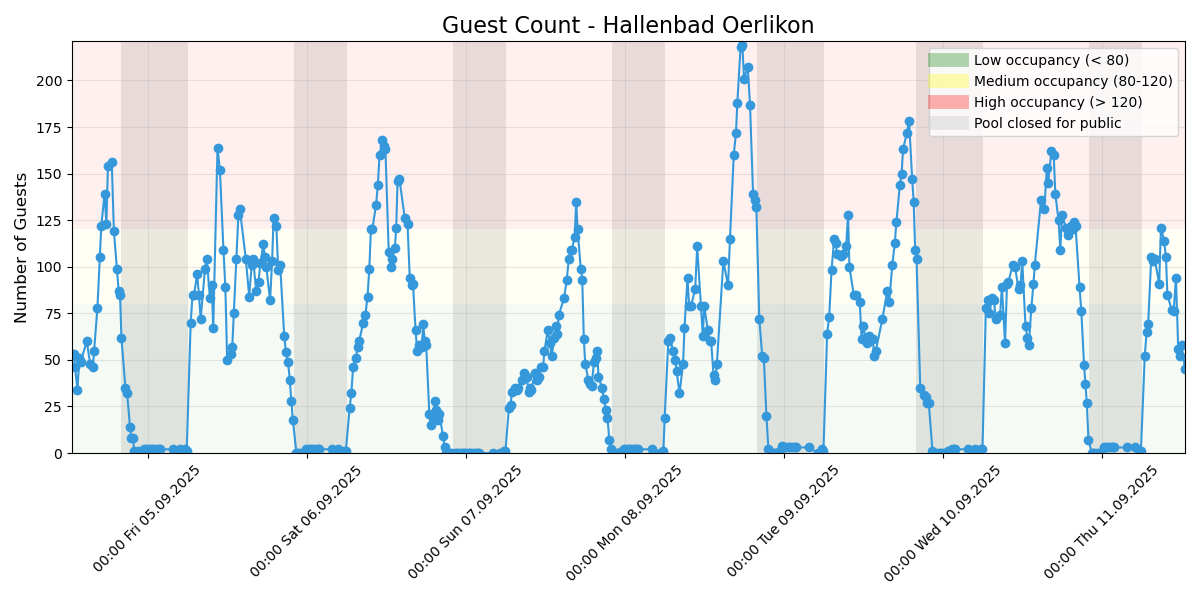 Guest Count - Hallenbad Oerlikon
Number of Guests
200
175
150
125
100
75
50
25
0
Low occupancy (< 80)
Medium occupancy (80-120)
High occupancy (> 120)
Pool closed for public
00:00 Fri 05.09.2025
00:00 Sat 06.09.2025
00:00 Sun 07.09.2025
00:00 Mon 08.09.2025
00:00 Tue 09.09.2025
00:00 Wed 10.09.2025
00:00 Thu 11.09.2025